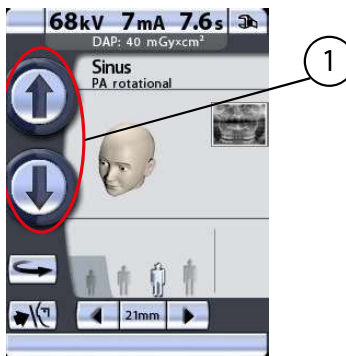 68kV 7mA 7.6s
DAP: 40 mGy×cm²
Sinus
PA rotational
1
21mm